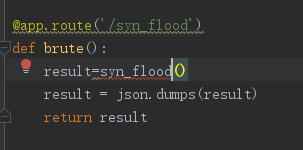 @app.route('/syn_flood')
def brute():
    result=syn_flood()
    result = json.dumps(result)
    return result